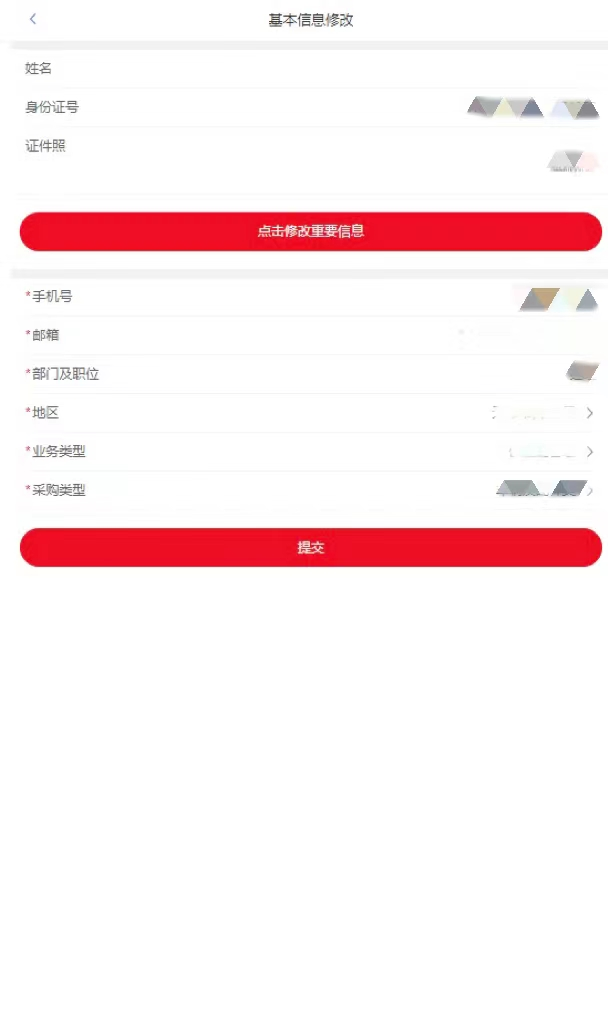 基本信息修改
姓名
身份证号
证件照
点击修改重要信息
*手机号
*邮箱
*部门及职位
*地区
*业务类型
*采购类型
提交